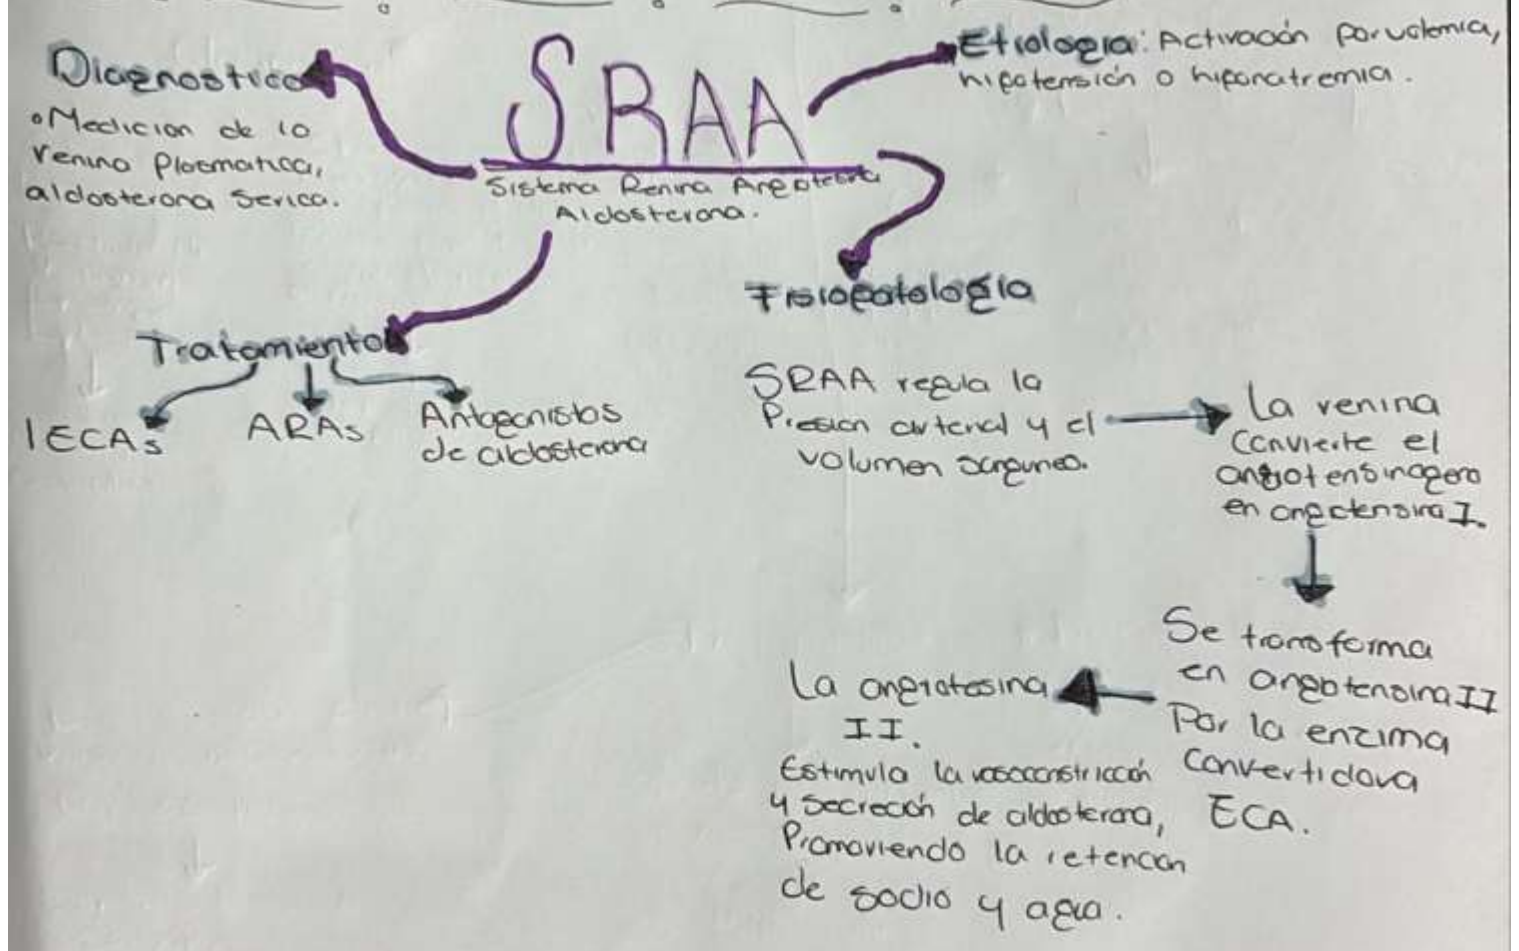 SRAA
Sistema Renina Angiotesina
Aldosterona.
Diagnostico
Medicion de la
renina Plasmatica,
aldosterona Serica.
Etiologia: Activación por volemia,
hipotensión o hiponatremia.
Fisiopatologia
SRAA regula la
Presion arterial y el
volumen sanguneo.
La renina
convierte el
angiotensinogeno
en angiotensina I.
Se transforma
en angiotensina II
Por la enzima
convertidora
ECA.
La angiotesina
II.
Estimula la vasoconstricción
y secreción de aldosterona,
Promoviendo la retencion
de sodio y agua.
Tratamiento
IECAs
ARAs
Antagonistas
de aldosterona